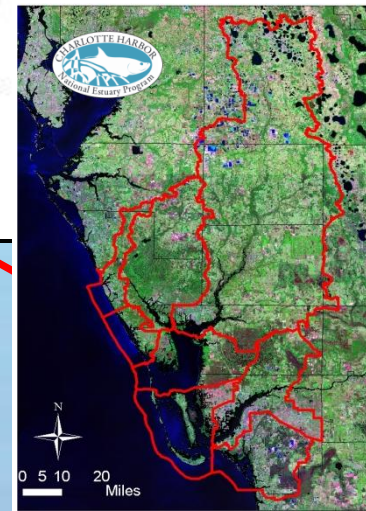 CHARLOTTE HARBOR
National Estuary Program
N
0 5 10 20
Miles